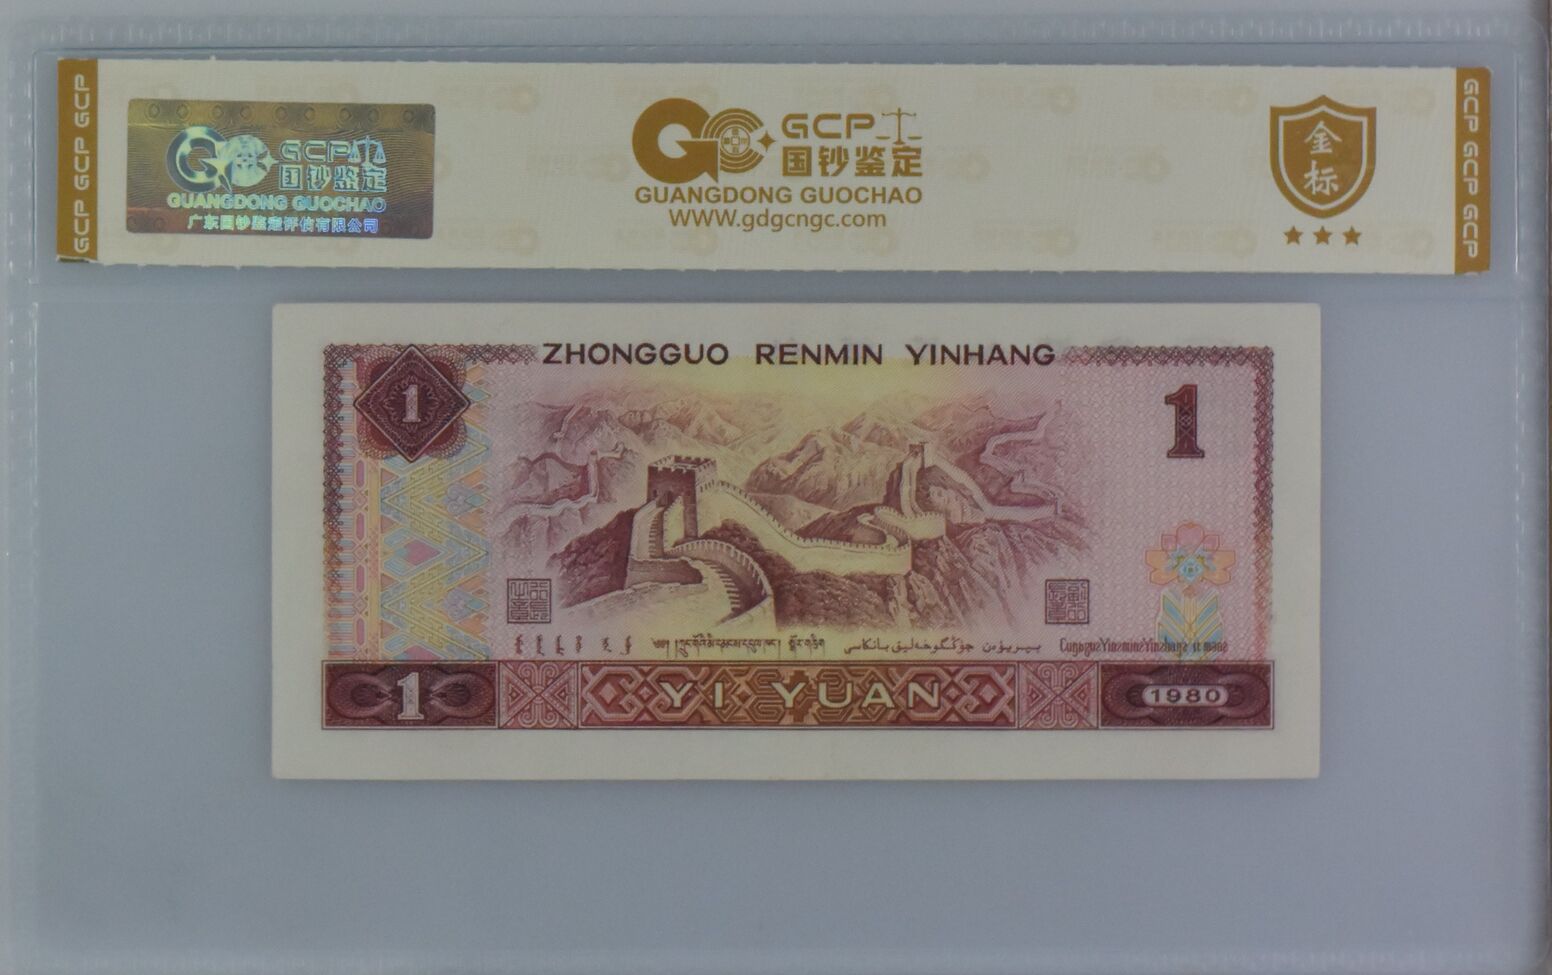 GCP GCP GCP
GCP
国钞鉴定
GUANGDONG GUOCHAO
广东国钞鉴定评估有限公司
GCP
国钞鉴定
GUANGDONG GUOCHAO
WWW.gdgcngc.com
金
标
GCP GCP GCP
ZHONGGUO RENMIN YINHANG
1
1
1
YI YUAN
1980